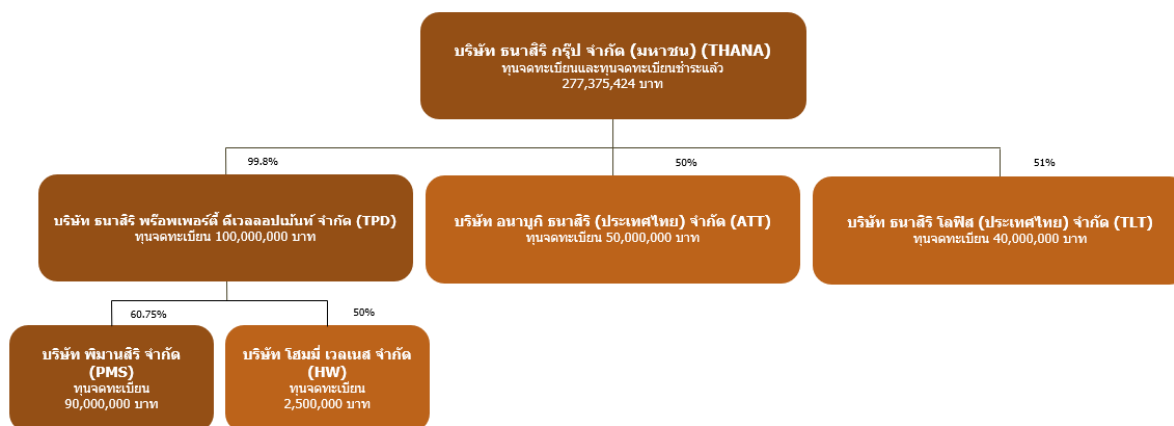 บริษัท ธนาสิริ กรุ๊ป จำกัด (มหาชน) (THANA)
ทุนจดทะเบียนและทุนจดทะเบียนชำระแล้ว
277,375,424 บาท
99.8%
50%
51%
บริษัท ธนาสิริ พร๊อพเพอร์ตี้ ดีเวลลอปเม้นท์ จำกัด (TPD)
ทุนจดทะเบียน 100,000,000 บาท
บริษัท อนาบูกิ ธนาสิริ (ประเทศไทย) จำกัด (ATT)
ทุนจดทะเบียน 50,000,000 บาท
บริษัท ธนาสิริ โลฟิส (ประเทศไทย) จำกัด (TLT)
ทุนจดทะเบียน 40,000,000 บาท
60.75%
50%
บริษัท พิมานสิริ จำกัด
(PMS)
ทุนจดทะเบียน
90,000,000 บาท
บริษัท โฮมมี่ เวลเนส จำกัด
(HW)
ทุนจดทะเบียน
2,500,000 บาท